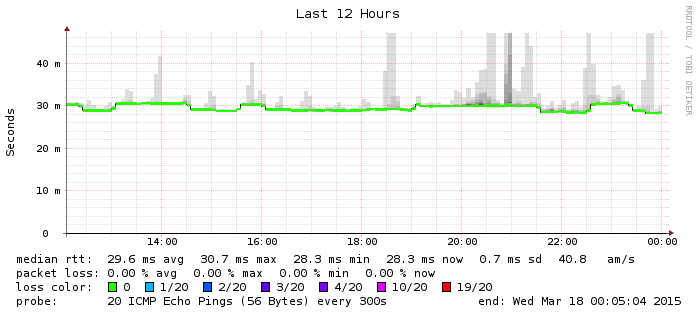 Last 12 Hours
RRDTOOL / TOBI OETIKER
Seconds
40 m
30 m
20 m
10 m
0
14:00 16:00 18:00 20:00 22:00 00:00
median rtt: 29.6 ms avg 30.7 ms max 28.3 ms min 28.3 ms now 0.7 ms sd 40.8 am/s
packet loss: 0.00 % avg 0.00 % max 0.00 % min 0.00 % now
loss color: 0 1/20 2/20 3/20 4/20 10/20 19/20
probe: 20 ICMP Echo Pings (56 Bytes) every 300s end: Wed Mar 18 00:05:04 2015